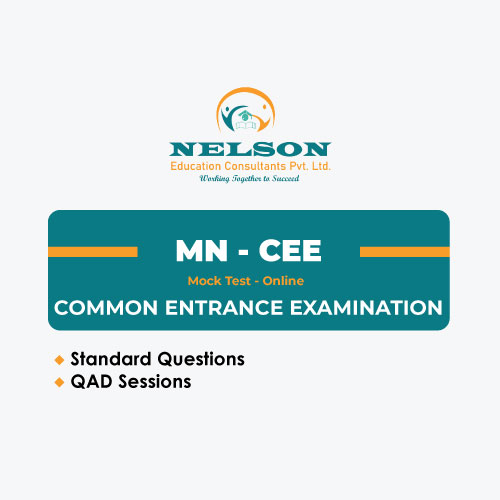 NELSON
Education Consultants Pvt. Ltd.
Working Together to Succeed
MN - CEE
Mock Test - Online
COMMON ENTRANCE EXAMINATION
Standard Questions
QAD Sessions